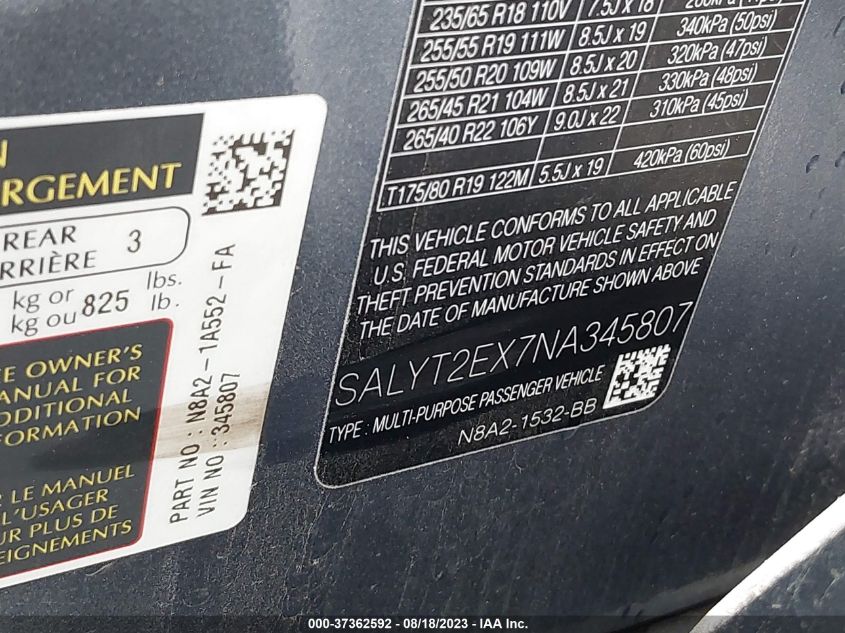 N
RGEMENT
REAR
RRIÈRE 3
kg or
kg ou 825 lbs.
lb.
E OWNER'S
ANUAL FOR
DDITIONAL
FORMATION
LE MANUEL
L'USAGER
UR PLUS DE
SEIGNEMENTS
PART NO : N8A2-1A552-FA
VIN NO : 345807
235/65 R18 110V 7.5J x 18
255/55 R19 111W 8.5J x 19 340kPa (50psi)
255/50 R20 109W 8.5J x 20 320kPa (47psi)
265/45 R21 104W 8.5J x 21 330kPa (48psi)
265/40 R22 106Y 9.0J x 22 310kPa (45psi)
T175/80 R19 122M 5.5J x 19 420kPa (60psi)
THIS VEHICLE CONFORMS TO ALL APPLICABLE
U.S. FEDERAL MOTOR VEHICLE SAFETY AND
THEFT PREVENTION STANDARDS IN EFFECT ON
THE DATE OF MANUFACTURE SHOWN ABOVE
SALYT2EX7NA345807
TYPE : MULTI-PURPOSE PASSENGER VEHICLE
N8A2-1532-BB
000-37362592 - 08/18/2023 - Copyright © 2023 IAA Inc.